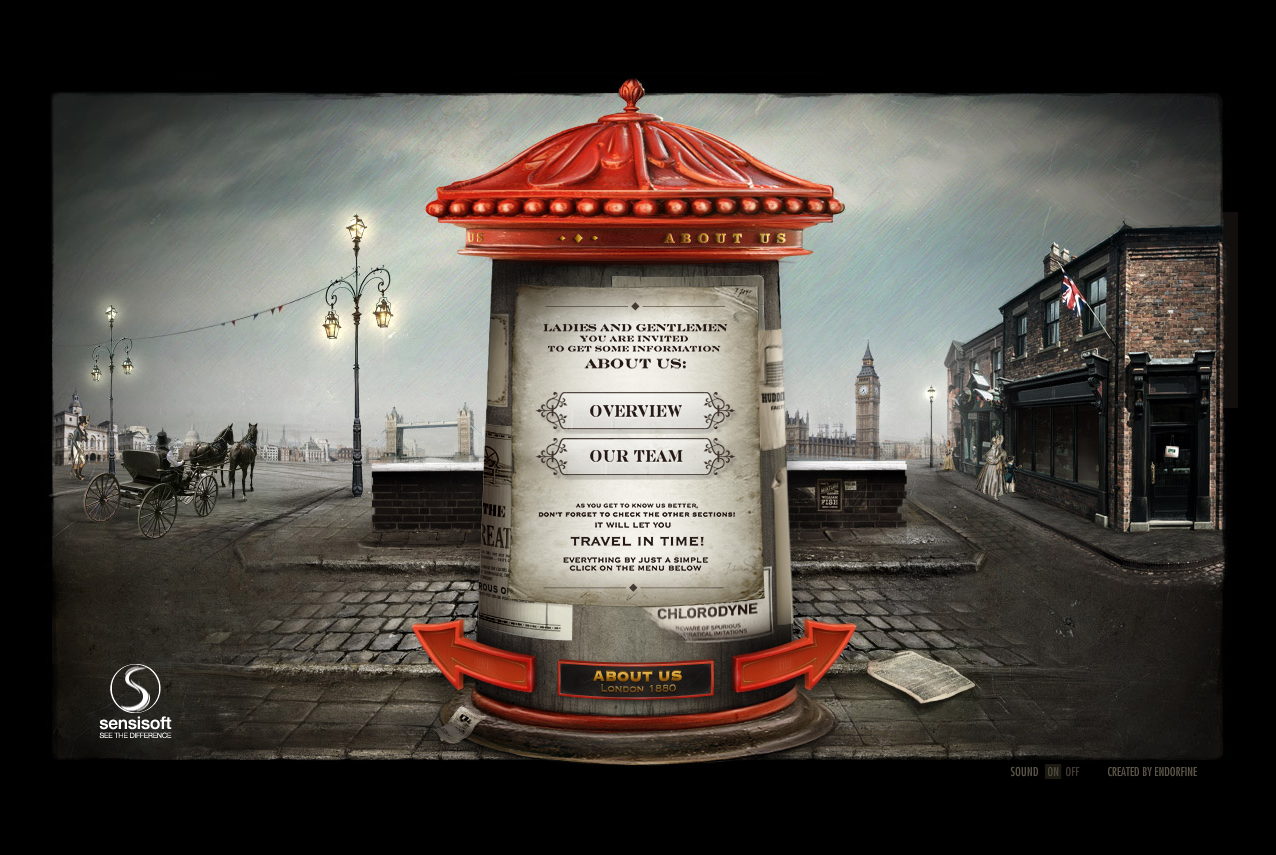 US
ABOUT US
LADIES AND GENTLEMEN
YOU ARE INVITED
TO GET SOME INFORMATION
ABOUT US:
OVERVIEW
OUR TEAM
AS YOU GET TO KNOW US BETTER,
DON'T FORGET TO CHECK THE OTHER SECTIONS!
IT WILL LET YOU
TRAVEL IN TIME!
EVERYTHING BY JUST A SIMPLE
CLICK ON THE MENU BELOW
THE
CHLORODYNE
BEWARE OF SPURIOUS
IMITATIONS
ABOUT US
LONDON 1880
sensisoft
SEE THE DIFFERENCE
SOUND ON OFF
CREATED BY ENDORFINE